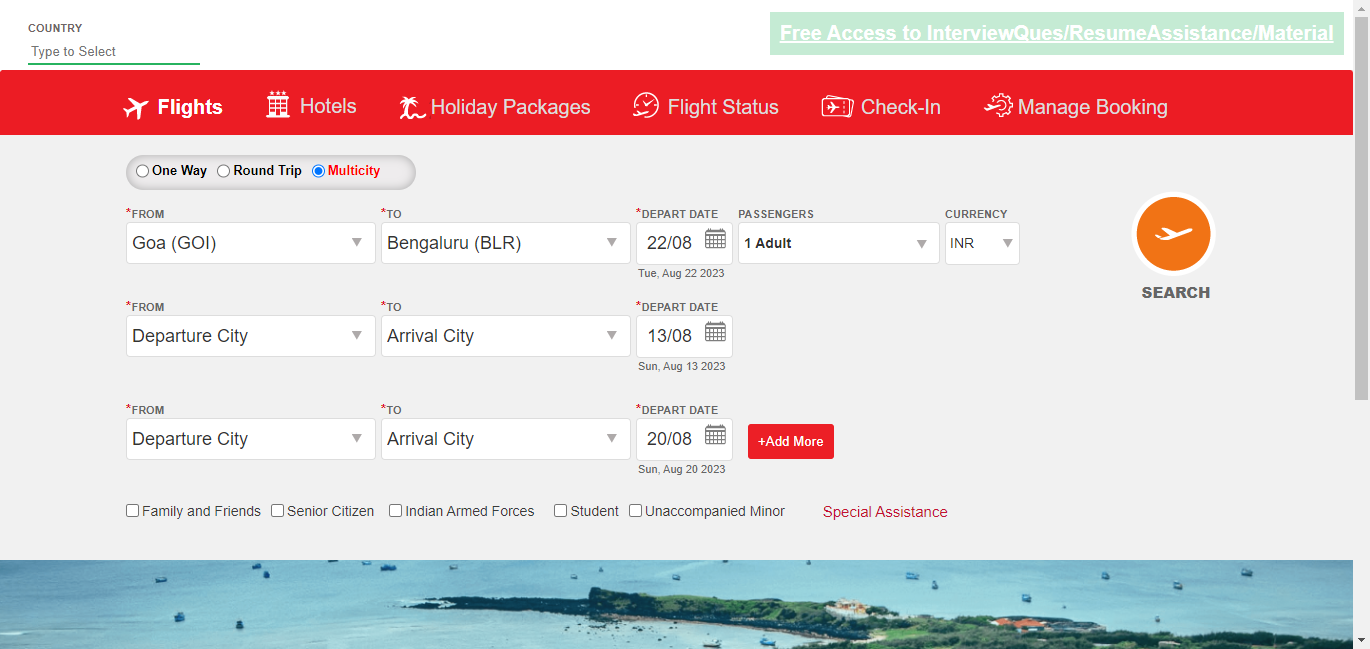 COUNTRY
Type to Select
Free Access to InterviewQues/ResumeAssistance/Material
Flights Hotels Holiday Packages Flight Status Check-In Manage Booking
One Way Round Trip Multicity
*FROM *TO *DEPART DATE PASSENGERS CURRENCY
Goa (GOI) Bengaluru (BLR) 22/08 1 Adult INR
Tue, Aug 22 2023
SEARCH
*FROM *TO *DEPART DATE
Departure City Arrival City 13/08
Sun, Aug 13 2023
*FROM *TO *DEPART DATE
Departure City Arrival City 20/08 +Add More
Sun, Aug 20 2023
Family and Friends Senior Citizen Indian Armed Forces Student Unaccompanied Minor Special Assistance